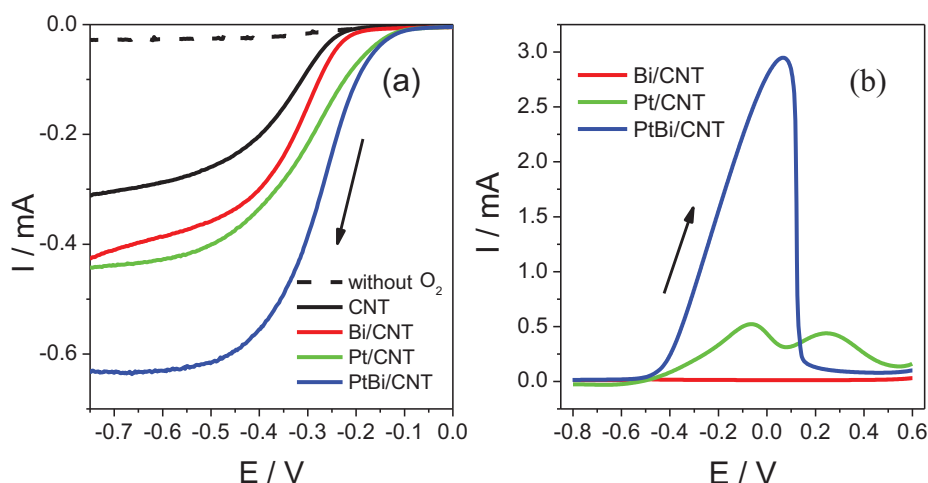 0.0
-0.2
-0.4
-0.6
I / mA
(a)
without O₂
CNT
Bi/CNT
Pt/CNT
PtBi/CNT
-0.7 -0.6 -0.5 -0.4 -0.3 -0.2 -0.1 0.0
E / V
3.0
2.5
2.0
1.5
1.0
0.5
0.0
I / mA
Bi/CNT
Pt/CNT
PtBi/CNT
(b)
-0.8 -0.6 -0.4 -0.2 0.0 0.2 0.4 0.6
E / V